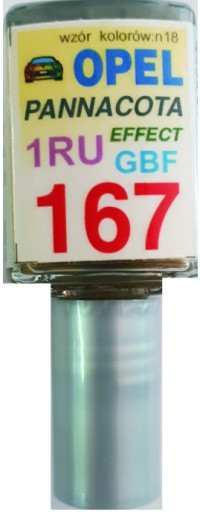 wzór kolorów:n18
OPEL
PANNACOTA
EFFECT
1RU GBF
167